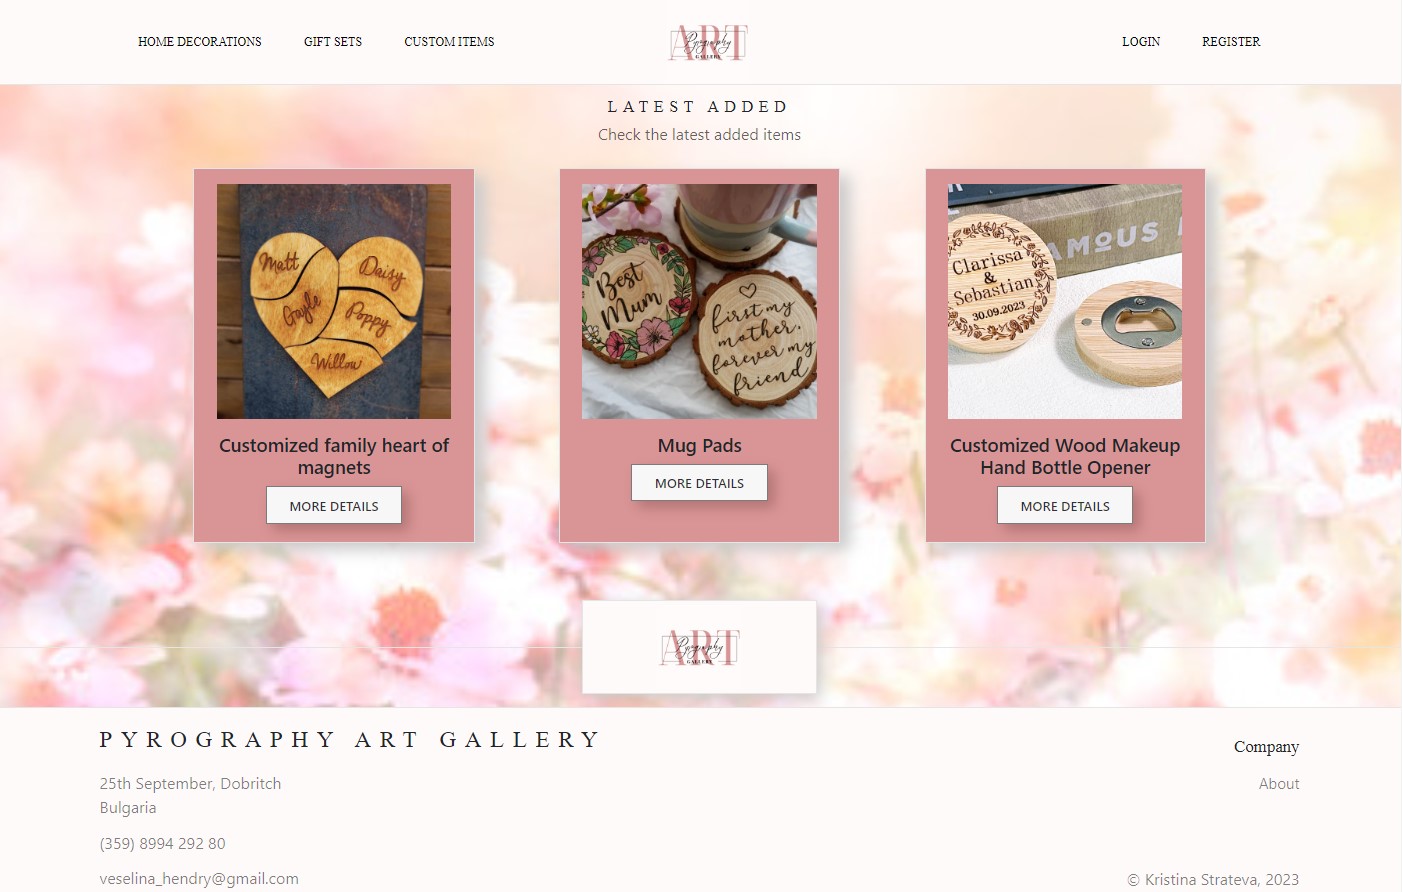 HOME DECORATIONS GIFT SETS CUSTOM ITEMS
ART
Pyrography
GALLERY
LOGIN REGISTER
LATEST ADDED
Check the latest added items
Matt
Daisy
Gayle
Poppy
Willow
Best
Mum
first my
mother,
forever my
friend
AMOUS
Clarissa
&
Sebastian
30.09.2023
Customized family heart of
magnets
MORE DETAILS
Mug Pads
MORE DETAILS
Customized Wood Makeup
Hand Bottle Opener
MORE DETAILS
ART
Pyrography
GALLERY
PYROGRAPHY ART GALLERY
25th September, Dobritch
Bulgaria
(359) 8994 292 80
veselina_hendry@gmail.com
Company
About
© Kristina Strateva, 2023